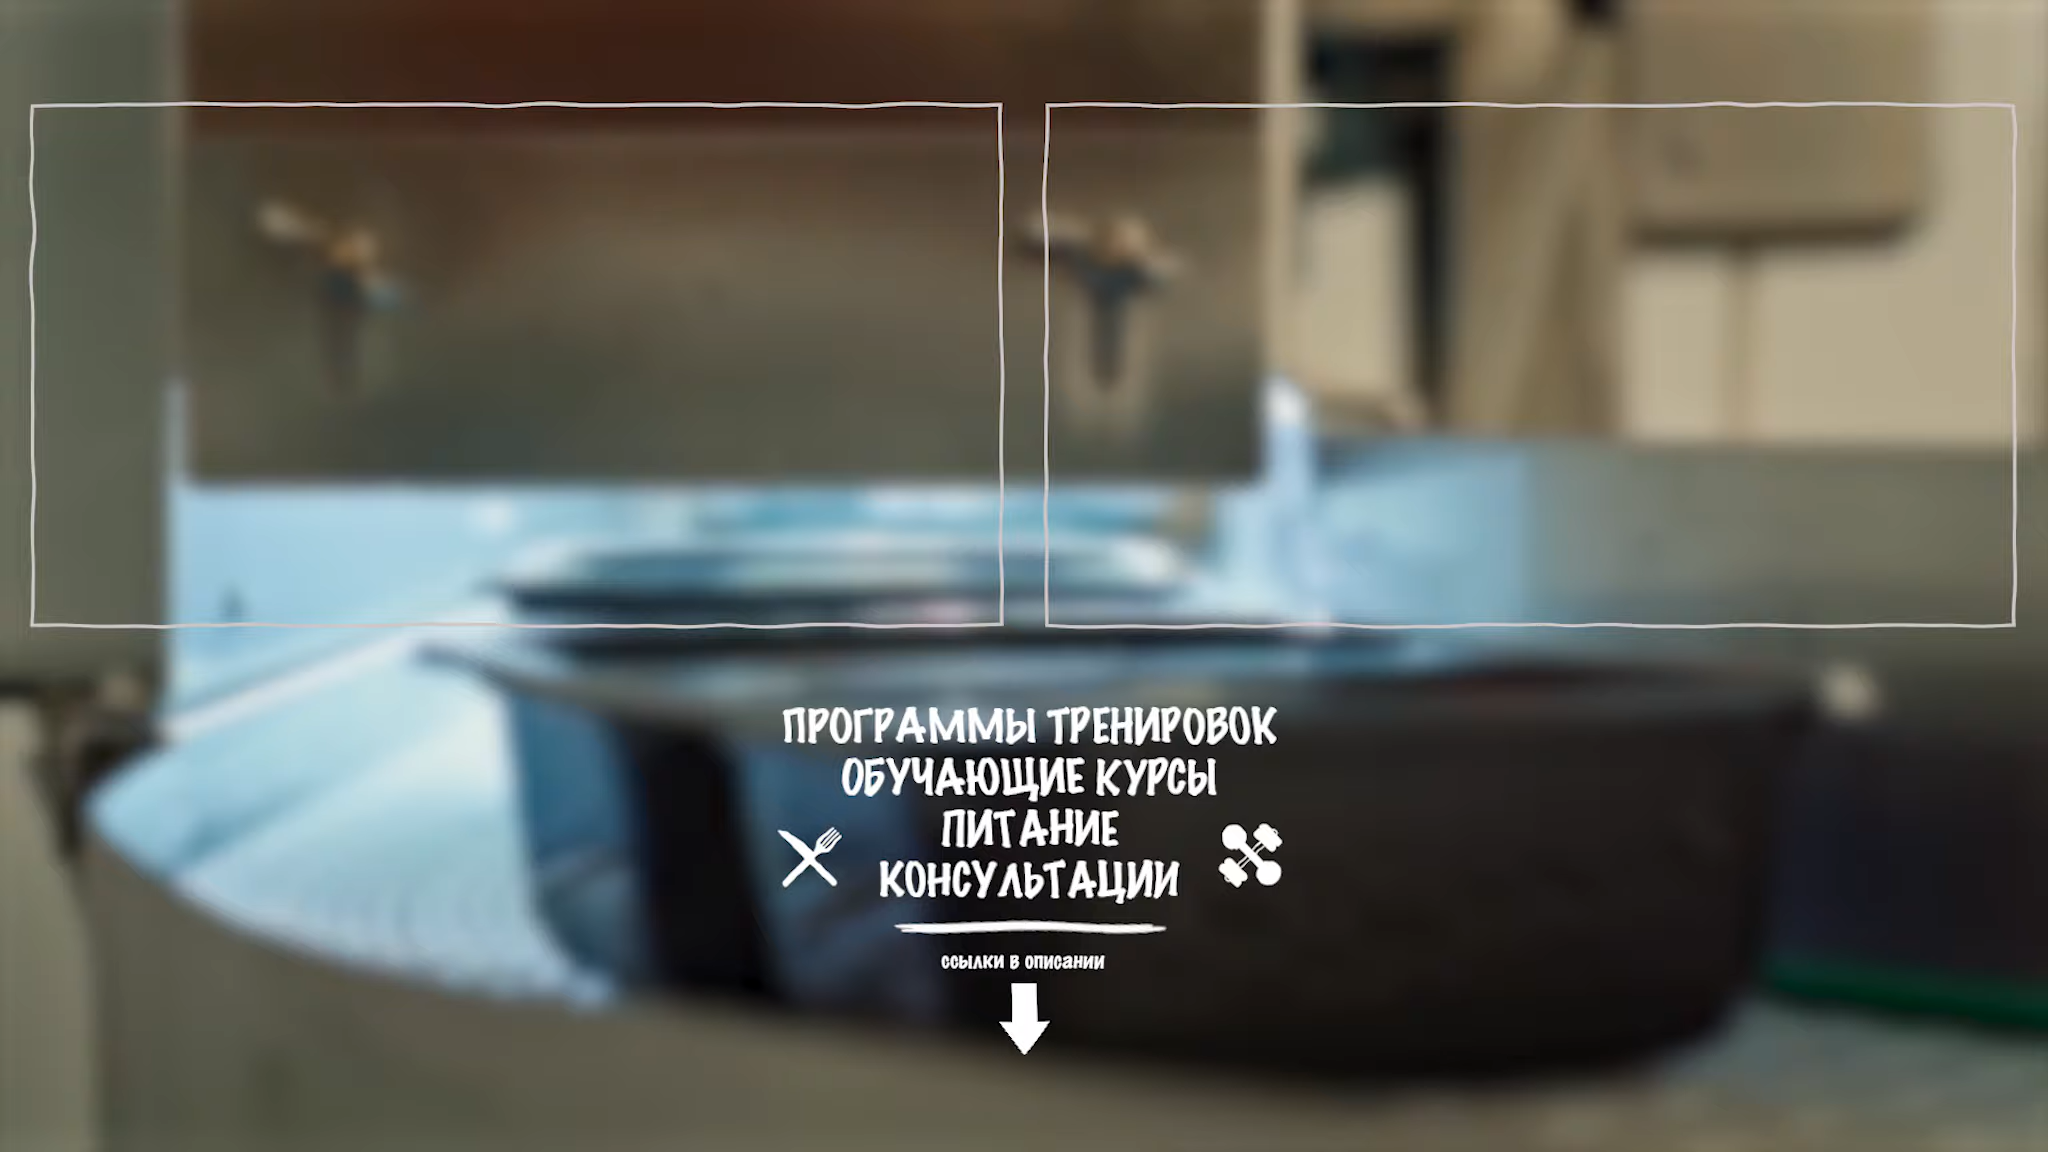 ПРОГРАММЫ ТРЕНИРОВОК
ОБУЧАЮЩИЕ КУРСЫ
ПИТАНИЕ
КОНСУЛЬТАЦИИ
ссылки в описании